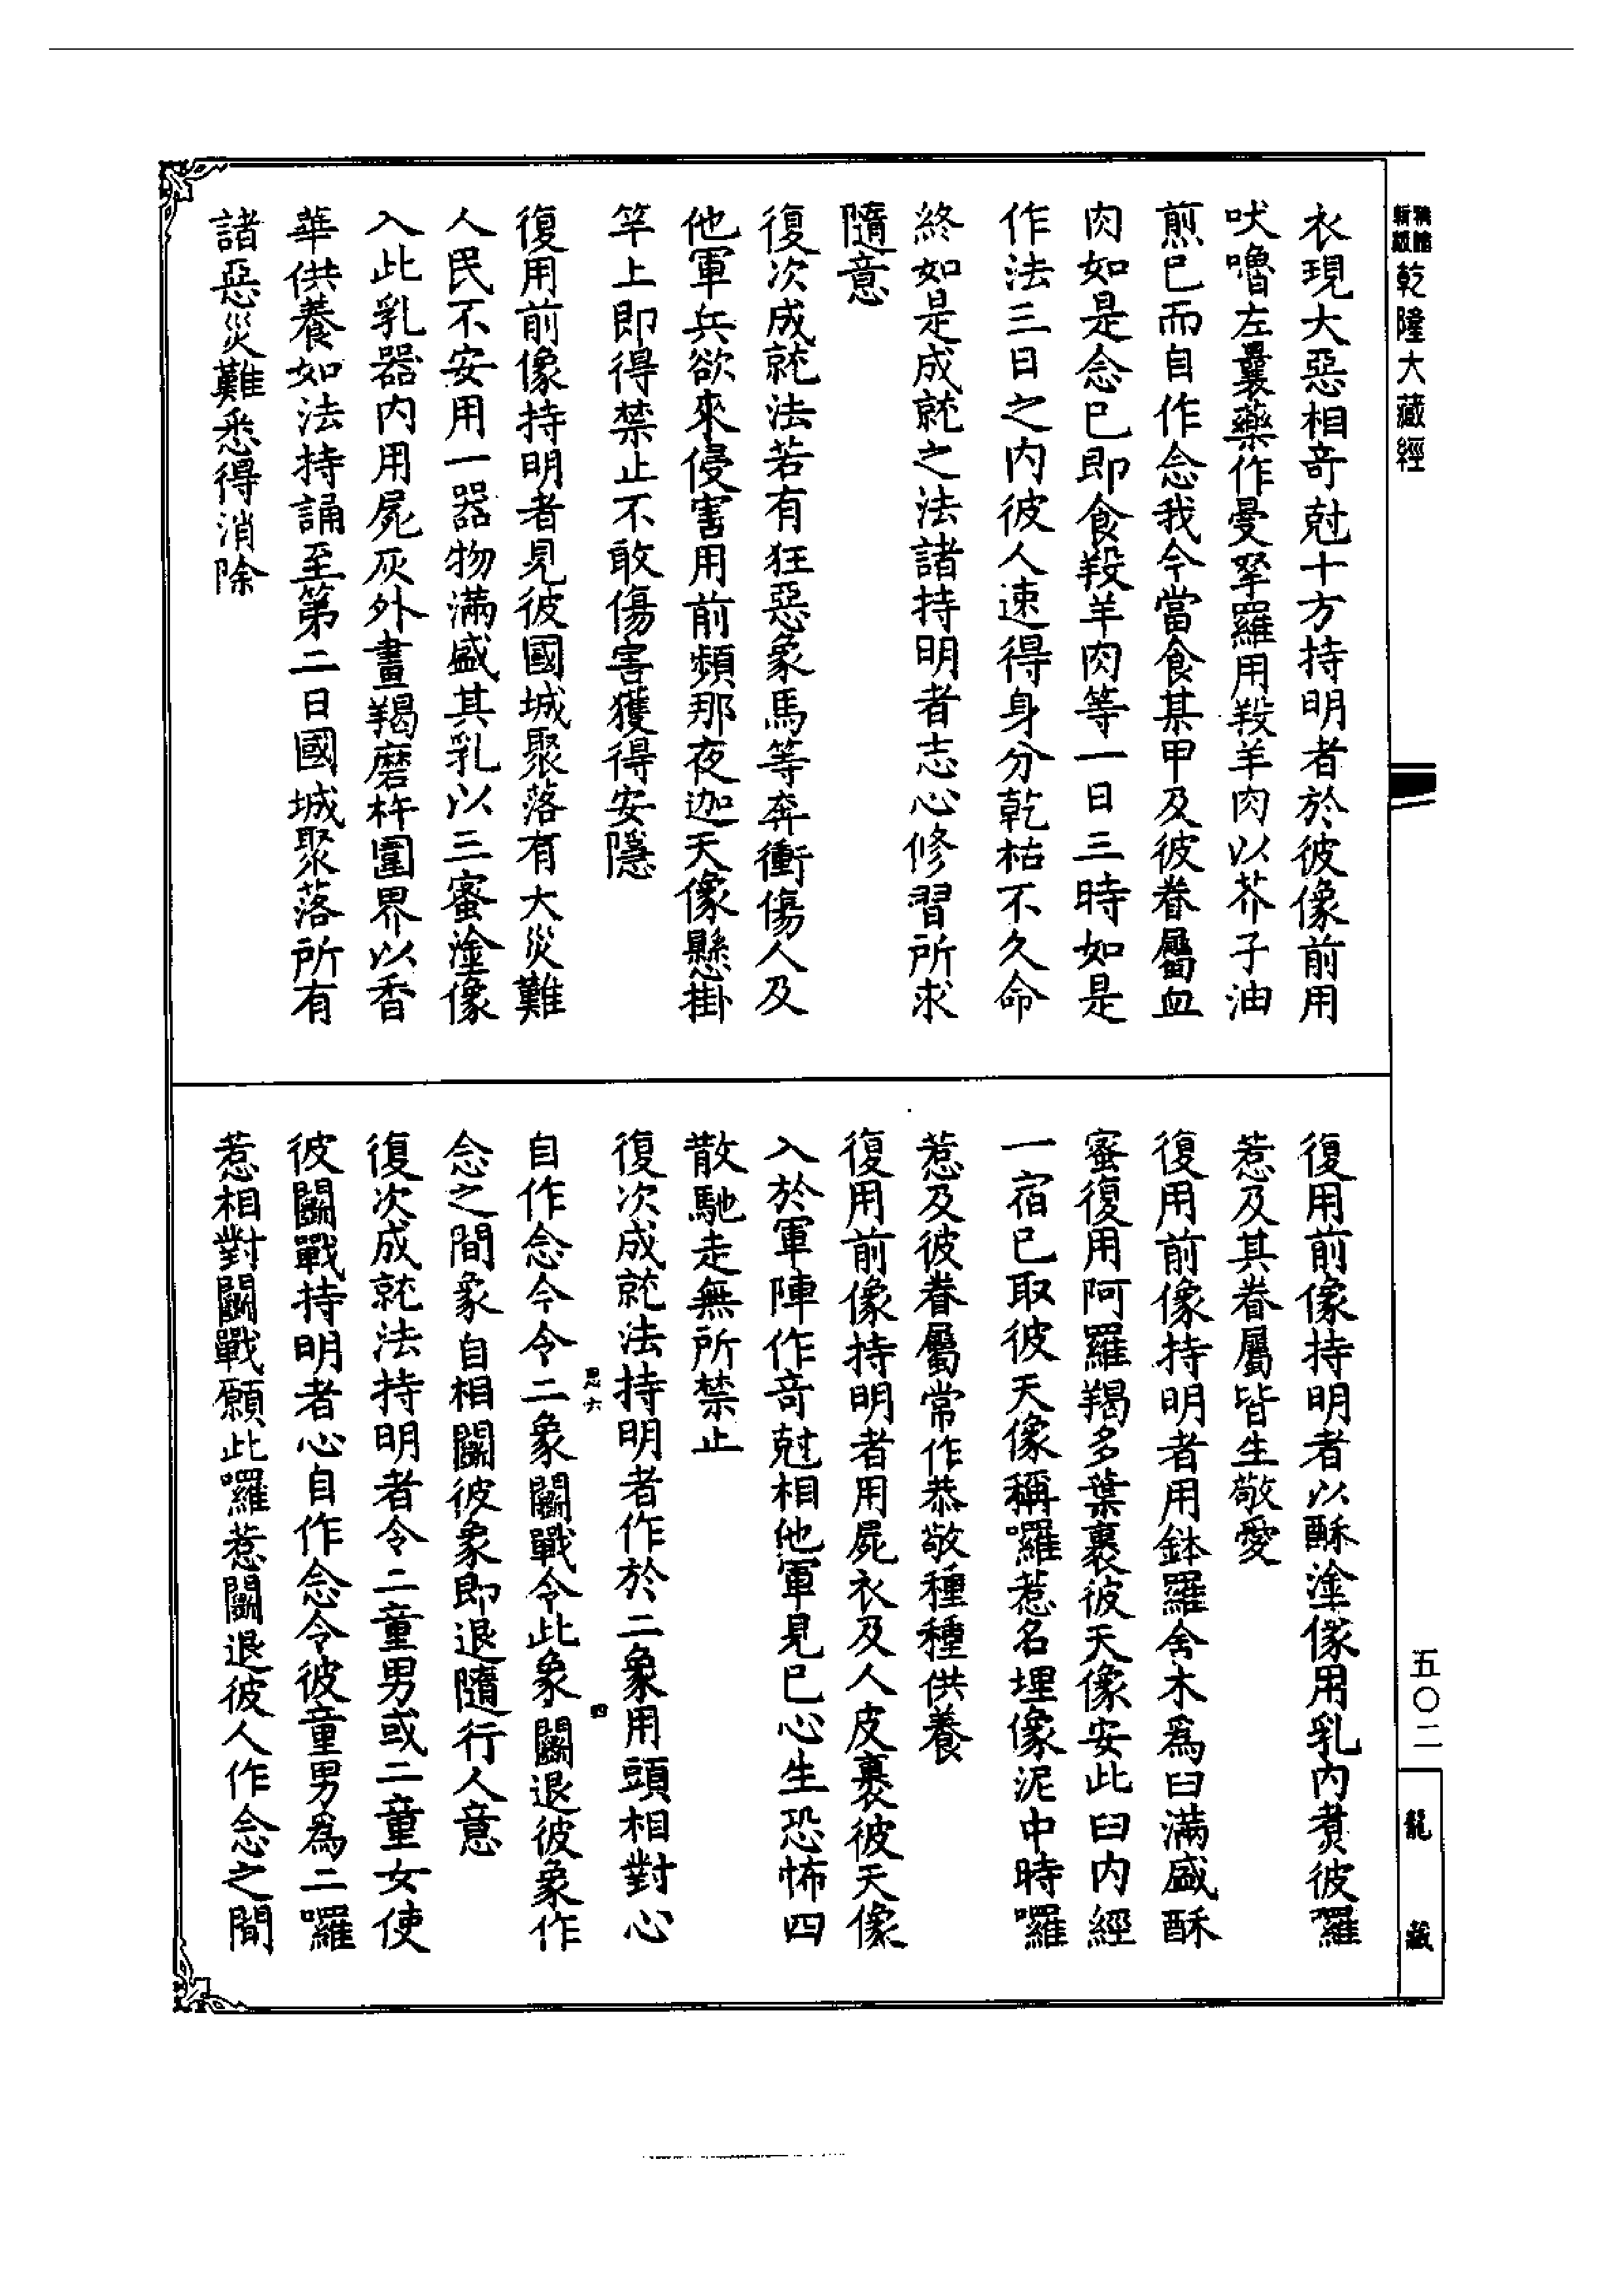 乾隆大藏經
衣現大惡相竒尅十方持明者於彼像前用
吠嚕左曩藥作曼拏羅用羖羊肉以芥子油
煎已而自作念我今當食某甲及彼眷屬血
肉如是念已即食羖羊肉等一日三時如是
作法三日之内彼人速得身分乾枯不久命
終如是成就之法諸持明者志心修習所求
隨意
復次成就法若有狂惡象馬等奔衝傷人及
他軍兵欲來侵害用前頻那夜迦天像懸掛
竿上即得禁止不敢傷害獲得安隱
復用前像持明者見彼國城聚落有大災難
人民不安用一器物滿盛其乳以三蜜塗像
入此乳器内用屍灰外畫羯磨杵圍界以香
華供養如法持誦至第二日國城聚落所有
諸惡災難悉得消除
復用前像持明者以酥塗像用乳内煑彼囉
惹及其眷屬皆生敬愛
復用前像持明者用鉢羅舍木爲臼滿盛酥
蜜復用阿羅羯多葉裹彼天像安此臼内經
一宿已取彼天像稱囉惹名埋像泥中時囉
惹及彼眷屬常作恭敬種種供養
復用前像持明者用屍衣及人皮裹彼天像
入於軍陣作竒尅相他軍見已心生恐怖四
散馳走無所禁止
復次成就法持明者作於二象用頭相對心
自作念今令二象鬭戰令此象鬭退彼象作
念之間象自相鬭彼象即退隨行人意
復次成就法持明者令二童男或二童女使
彼鬭戰持明者心自作念令彼童男爲二囉
惹相對鬭戰願此囉惹鬭退彼人作念之間
五〇二
龍藏